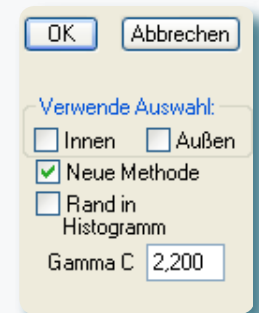 OK Abbrechen
Verwende Auswahl:
Innen Außen
Neue Methode
Rand in
Histogramm
Gamma C 2,200